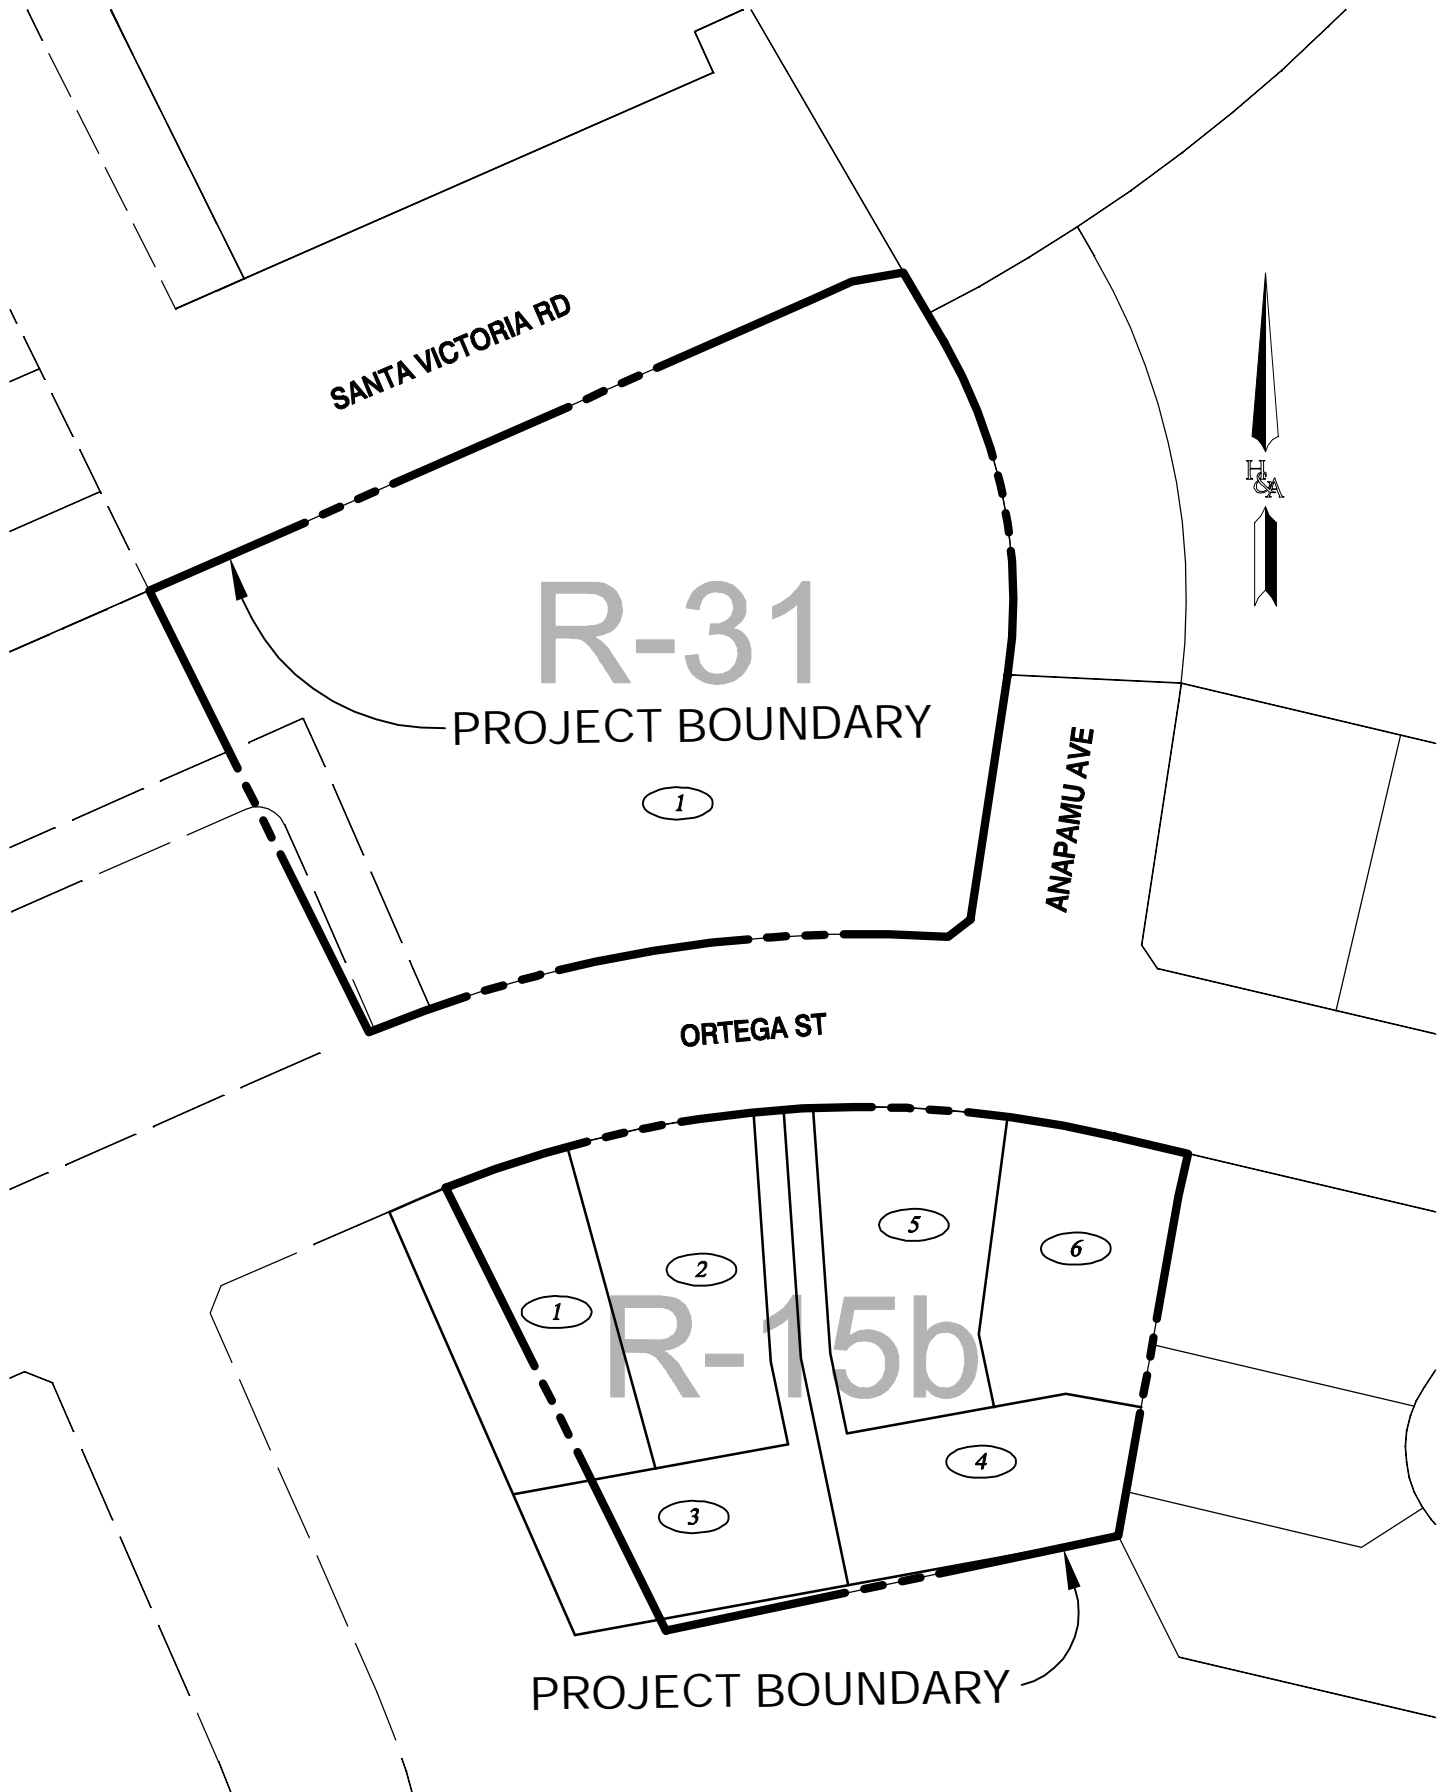 SANTA VICTORIA RD
H&A
R-31
PROJECT BOUNDARY
1
ANAPAMU AVE
ORTEGA ST
5
6
2
1
R-15b
4
3
PROJECT BOUNDARY